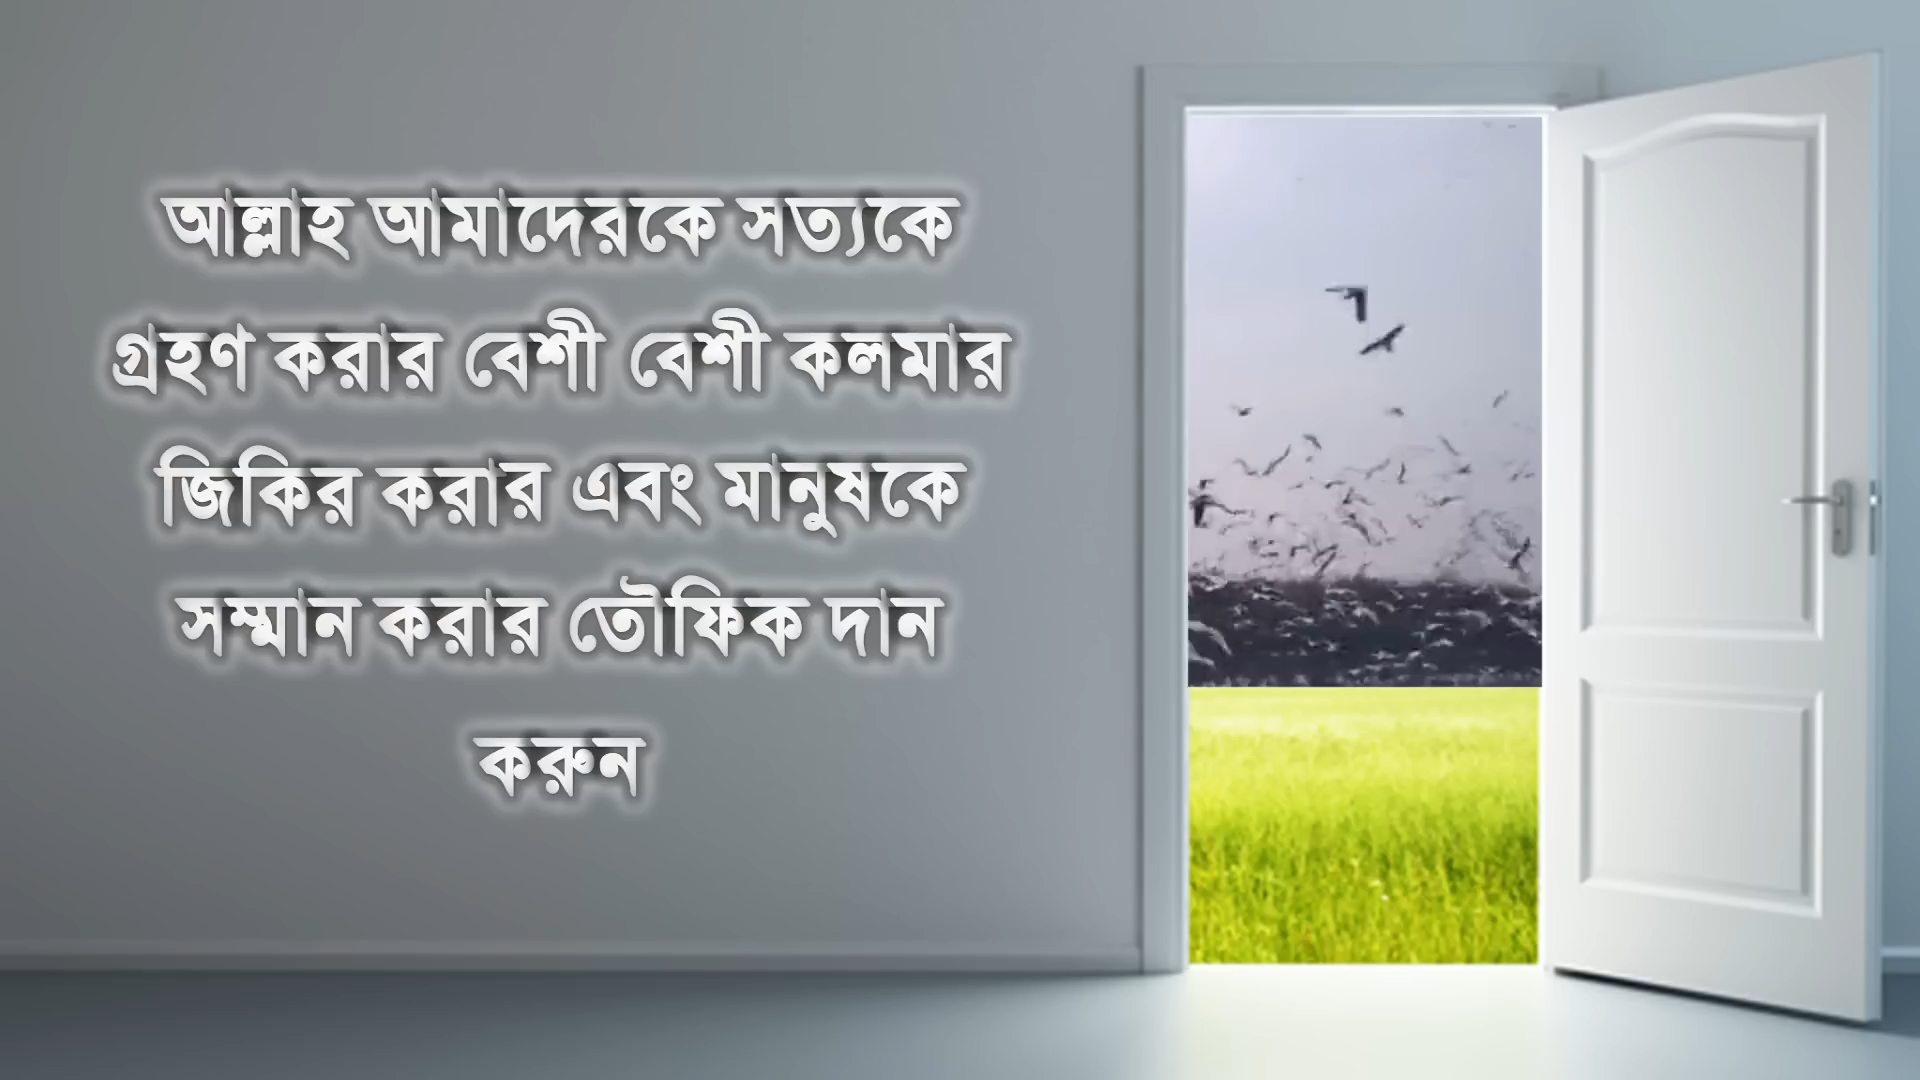 আল্লাহ আমাদেরকে সত্যকে
গ্রহণ করার বেশী বেশী কলমার
জিকির করার এবং মানুষকে
সম্মান করার তৌফিক দান
করুন